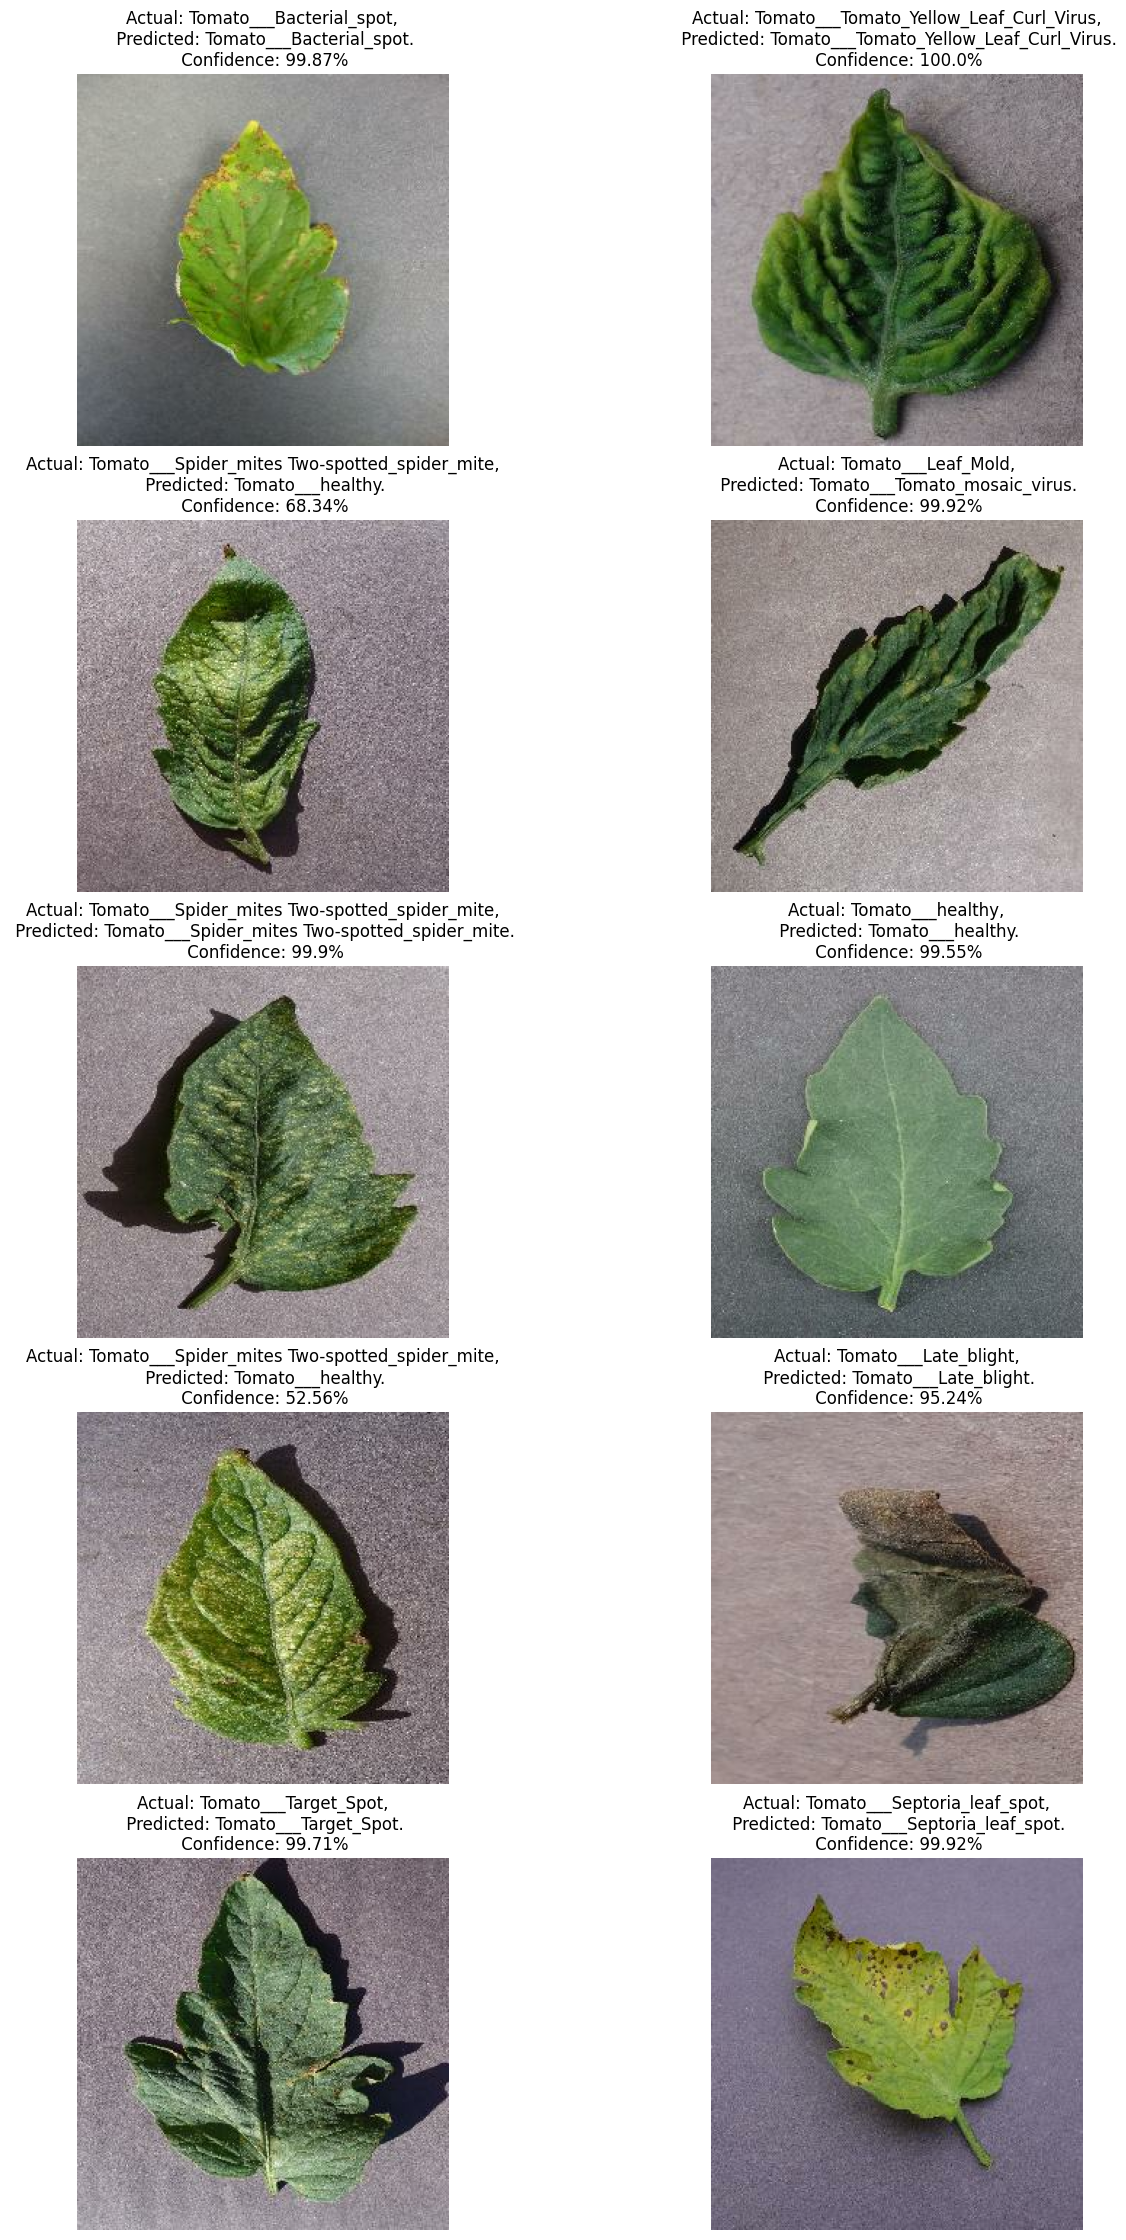 Actual: Tomato___Bacterial_spot,
Predicted: Tomato___Bacterial_spot.
Confidence: 99.87%
Actual: Tomato___Tomato_Yellow_Leaf_Curl_Virus,
Predicted: Tomato___Tomato_Yellow_Leaf_Curl_Virus.
Confidence: 100.0%
Actual: Tomato___Spider_mites Two-spotted_spider_mite,
Predicted: Tomato___healthy.
Confidence: 68.34%
Actual: Tomato___Leaf_Mold,
Predicted: Tomato___Tomato_mosaic_virus.
Confidence: 99.92%
Actual: Tomato___Spider_mites Two-spotted_spider_mite,
Predicted: Tomato___Spider_mites Two-spotted_spider_mite.
Confidence: 99.9%
Actual: Tomato___healthy,
Predicted: Tomato___healthy.
Confidence: 99.55%
Actual: Tomato___Spider_mites Two-spotted_spider_mite,
Predicted: Tomato___healthy.
Confidence: 52.56%
Actual: Tomato___Late_blight,
Predicted: Tomato___Late_blight.
Confidence: 95.24%
Actual: Tomato___Target_Spot,
Predicted: Tomato___Target_Spot.
Confidence: 99.71%
Actual: Tomato___Septoria_leaf_spot,
Predicted: Tomato___Septoria_leaf_spot.
Confidence: 99.92%